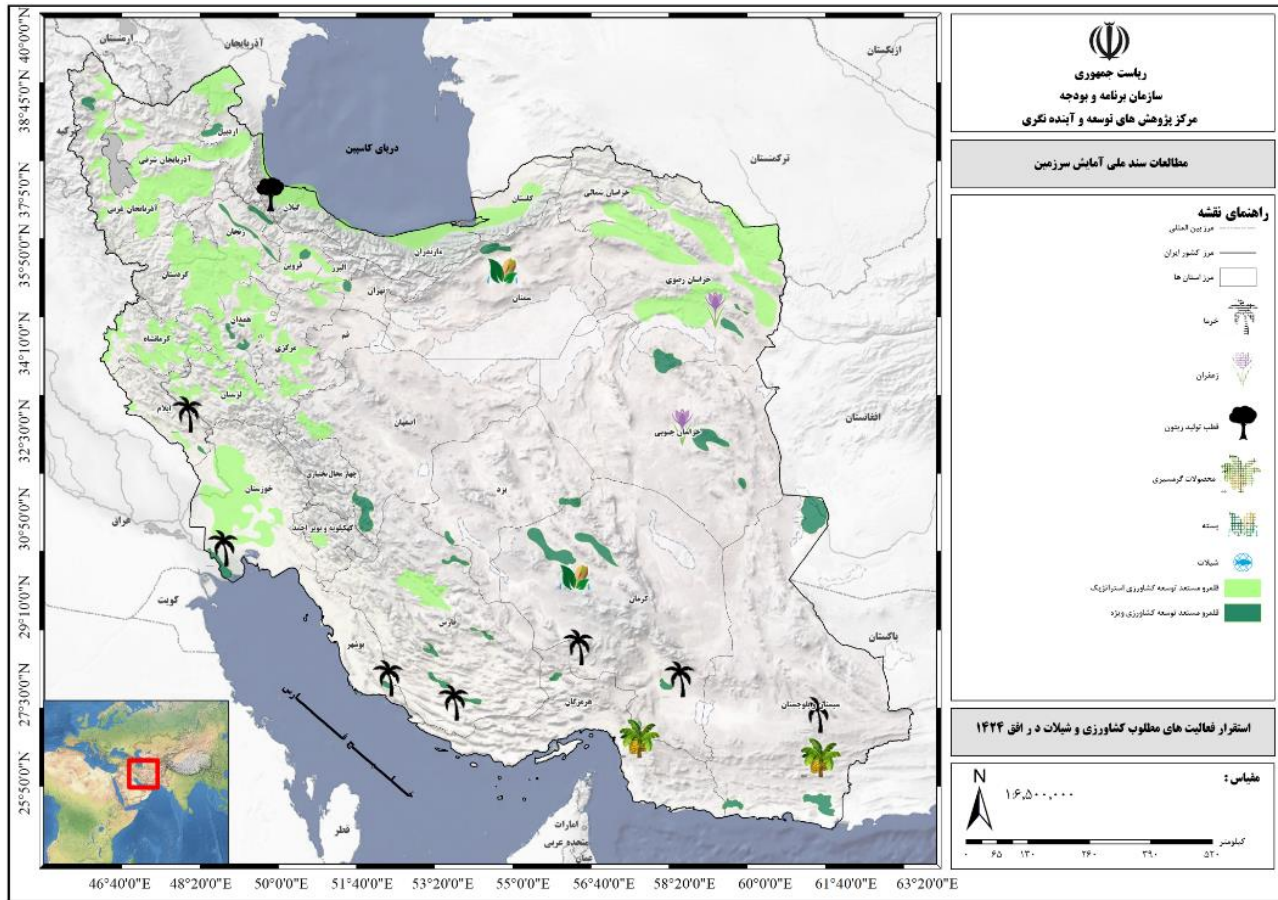 ریاست جمهوری
سازمان برنامه و بودجه
مرکز پژوهش های توسعه و آینده نگری
مطالعات سند ملی آمایش سرزمین
راهنمای نقشه
مرز بین المللی
مرز کشور ایران
مرز استان ها
خرما
زعفران
قطب تولید زیتون
محصولات گرمسیری
پسته
شیلات
قلمرو مستعد توسعه کشاورزی استراتژیک
قلمرو مستعد توسعه کشاورزی ویژه
استقرار فعالیت های مطلوب کشاورزی و شیلات د ر افق ۱۴۲۴
مقیاس :
N
۱:۶,۵۰۰,۰۰۰
کیلومتر
۰ ۶۵ ۱۳۰ ۲۶۰ ۳۹۰ ۵۲۰
ارمنستان
آذربایجان
ازبکستان
ترکیه
ترکمنستان
دریای کاسپین
افغانستان
عراق
کویت
پاکستان
قطر
امارات
متحده عربی
عمان
اردبیل
آذربایجان شرقی
آذربایجان غربی
گیلان
زنجان
کردستان
قزوین
البرز
تهران
مازندران
گلستان
خراسان شمالی
خراسان رضوی
سمنان
همدان
کرمانشاه
مرکزی
قم
لرستان
ایلام
اصفهان
خراسان جنوبی
خوزستان
چهار محال بختیاری
یزد
کهکیلویه و بویر احمد
کرمان
فارس
بوشهر
هرمزگان
سیستان و بلوچستان
40°0'0"N
38°45'0"N
37°5'0"N
35°50'0"N
34°10'0"N
32°30'0"N
30°50'0"N
29°10'0"N
27°30'0"N
25°50'0"N
46°40'0"E 48°20'0"E 50°0'0"E 51°40'0"E 53°20'0"E 55°0'0"E 56°40'0"E 58°20'0"E 60°0'0"E 61°40'0"E 63°20'0"E